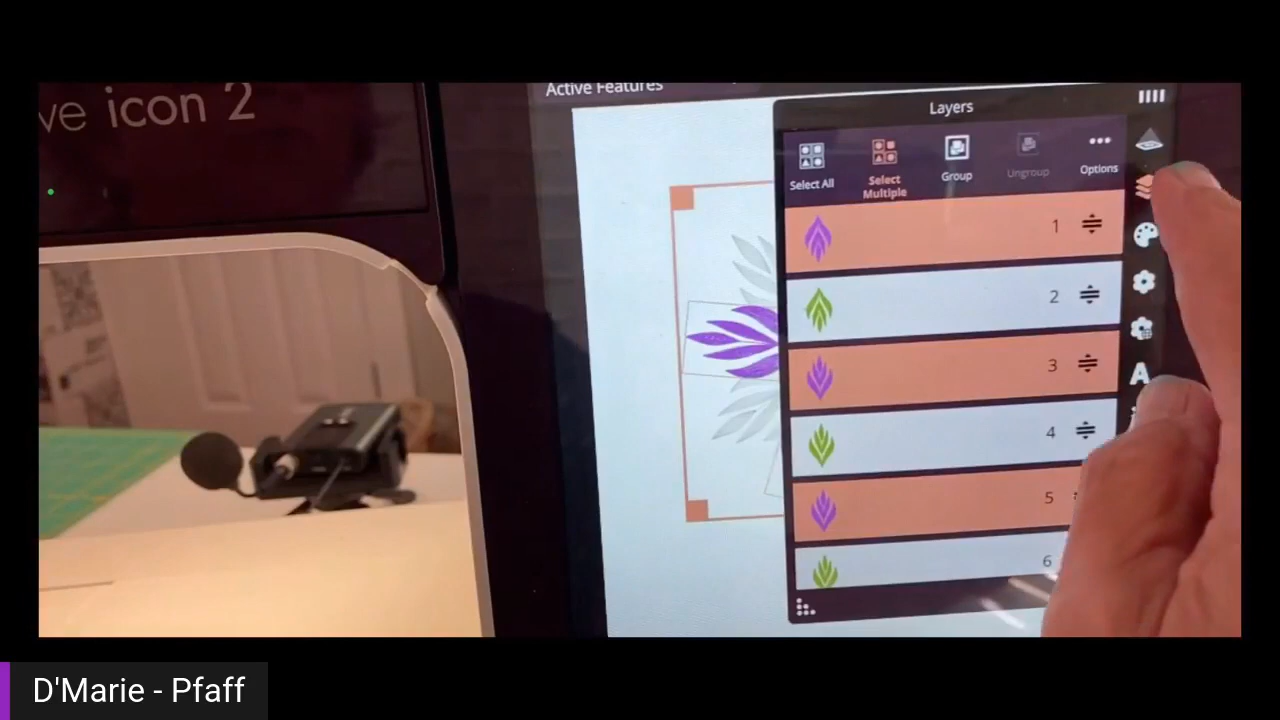 ve icon 2
Active Features
Layers
Select All
Select
Multiple
Group
Ungroup
Options
1
2
3
4
5
6
A
D'Marie - Pfaff